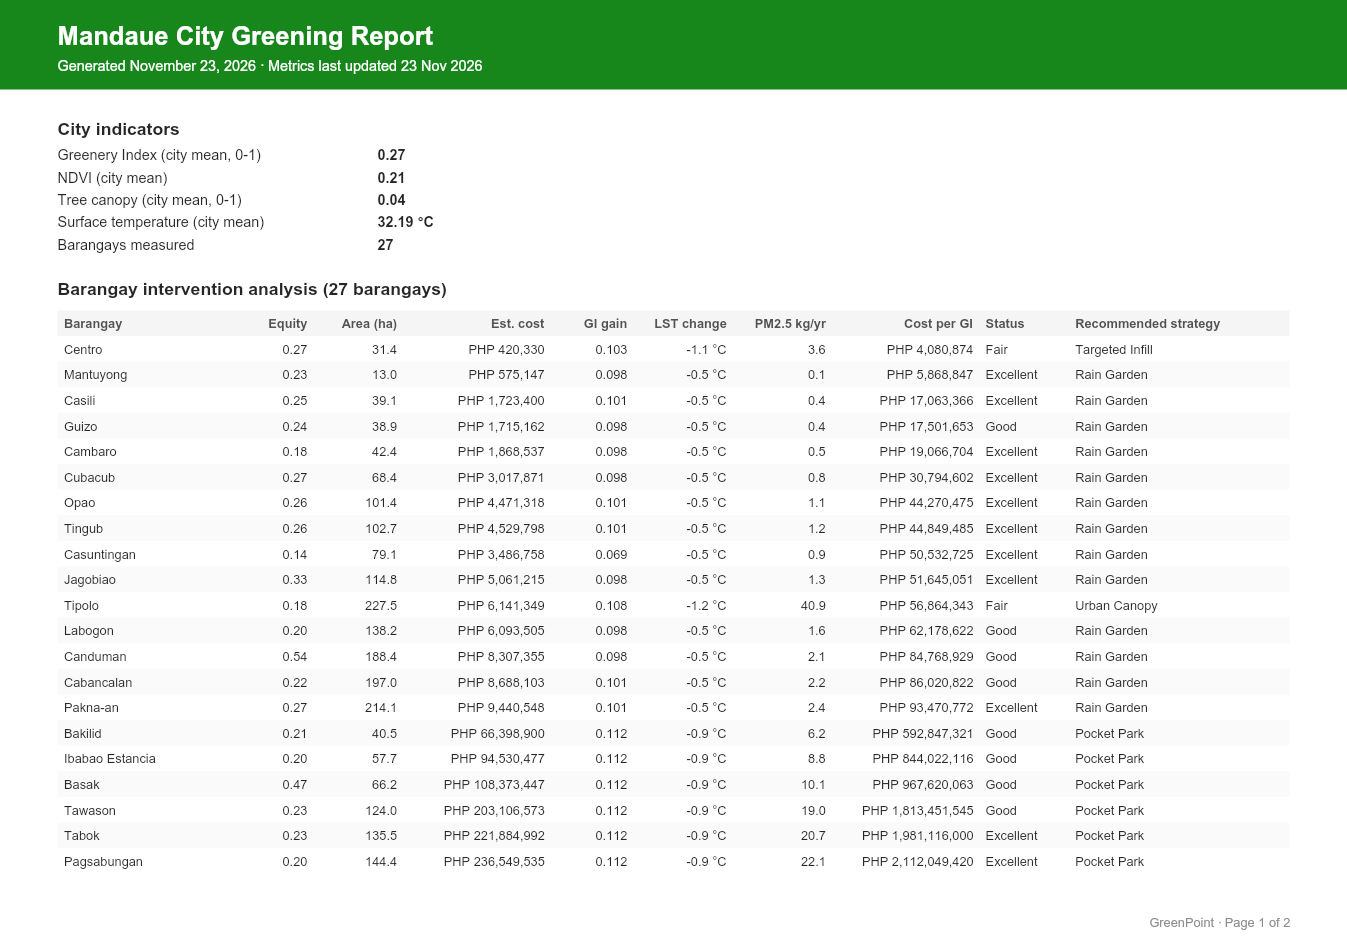 Mandaue City Greening Report
Generated November 23, 2026 · Metrics last updated 23 Nov 2026
City indicators
Greenery Index (city mean, 0-1) 0.27
NDVI (city mean) 0.21
Tree canopy (city mean, 0-1) 0.04
Surface temperature (city mean) 32.19 °C
Barangays measured 27
Barangay intervention analysis (27 barangays)
Barangay Equity Area (ha) Est. cost GI gain LST change PM2.5 kg/yr Cost per GI Status Recommended strategy
Centro 0.27 31.4 PHP 420,330 0.103 -1.1 °C 3.6 PHP 4,080,874 Fair Targeted Infill
Mantuyong 0.23 13.0 PHP 575,147 0.098 -0.5 °C 0.1 PHP 5,868,847 Excellent Rain Garden
Casili 0.25 39.1 PHP 1,723,400 0.101 -0.5 °C 0.4 PHP 17,063,366 Excellent Rain Garden
Guizo 0.24 38.9 PHP 1,715,162 0.098 -0.5 °C 0.4 PHP 17,501,653 Good Rain Garden
Cambaro 0.18 42.4 PHP 1,868,537 0.098 -0.5 °C 0.5 PHP 19,066,704 Excellent Rain Garden
Cubacub 0.27 68.4 PHP 3,017,871 0.098 -0.5 °C 0.8 PHP 30,794,602 Excellent Rain Garden
Opao 0.26 101.4 PHP 4,471,318 0.101 -0.5 °C 1.1 PHP 44,270,475 Excellent Rain Garden
Tingub 0.26 102.7 PHP 4,529,798 0.101 -0.5 °C 1.2 PHP 44,849,485 Excellent Rain Garden
Casuntingan 0.14 79.1 PHP 3,486,758 0.069 -0.5 °C 0.9 PHP 50,532,725 Excellent Rain Garden
Jagobiao 0.33 114.8 PHP 5,061,215 0.098 -0.5 °C 1.3 PHP 51,645,051 Excellent Rain Garden
Tipolo 0.18 227.5 PHP 6,141,349 0.108 -1.2 °C 40.9 PHP 56,864,343 Fair Urban Canopy
Labogon 0.20 138.2 PHP 6,093,505 0.098 -0.5 °C 1.6 PHP 62,178,622 Good Rain Garden
Canduman 0.54 188.4 PHP 8,307,355 0.098 -0.5 °C 2.1 PHP 84,768,929 Good Rain Garden
Cabancalan 0.22 197.0 PHP 8,688,103 0.101 -0.5 °C 2.2 PHP 86,020,822 Good Rain Garden
Pakna-an 0.27 214.1 PHP 9,440,548 0.101 -0.5 °C 2.4 PHP 93,470,772 Excellent Rain Garden
Bakilid 0.21 40.5 PHP 66,398,900 0.112 -0.9 °C 6.2 PHP 592,847,321 Good Pocket Park
Ibabao Estancia 0.20 57.7 PHP 94,530,477 0.112 -0.9 °C 8.8 PHP 844,022,116 Good Pocket Park
Basak 0.47 66.2 PHP 108,373,447 0.112 -0.9 °C 10.1 PHP 967,620,063 Good Pocket Park
Tawason 0.23 124.0 PHP 203,106,573 0.112 -0.9 °C 19.0 PHP 1,813,451,545 Good Pocket Park
Tabok 0.23 135.5 PHP 221,884,992 0.112 -0.9 °C 20.7 PHP 1,981,116,000 Excellent Pocket Park
Pagsabungan 0.20 144.4 PHP 236,549,535 0.112 -0.9 °C 22.1 PHP 2,112,049,420 Excellent Pocket Park
GreenPoint · Page 1 of 2